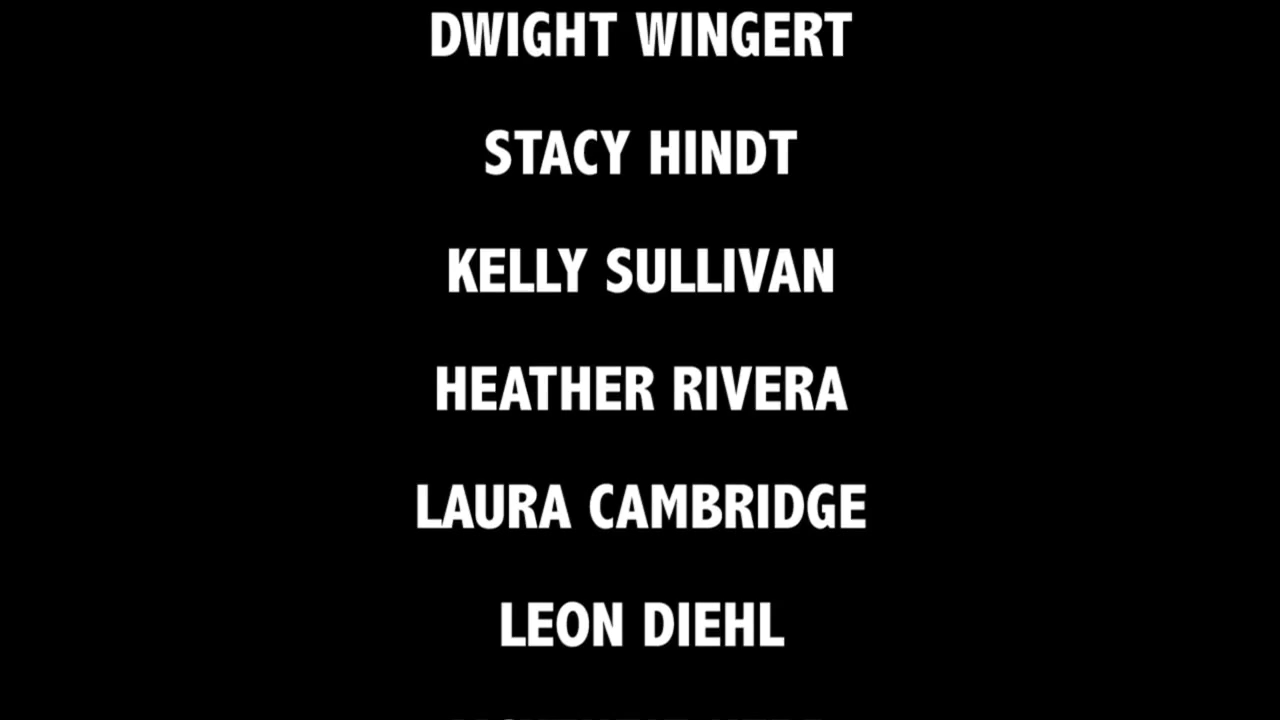 DWIGHT WINGERT
STACY HINDT
KELLY SULLIVAN
HEATHER RIVERA
LAURA CAMBRIDGE
LEON DIEHL